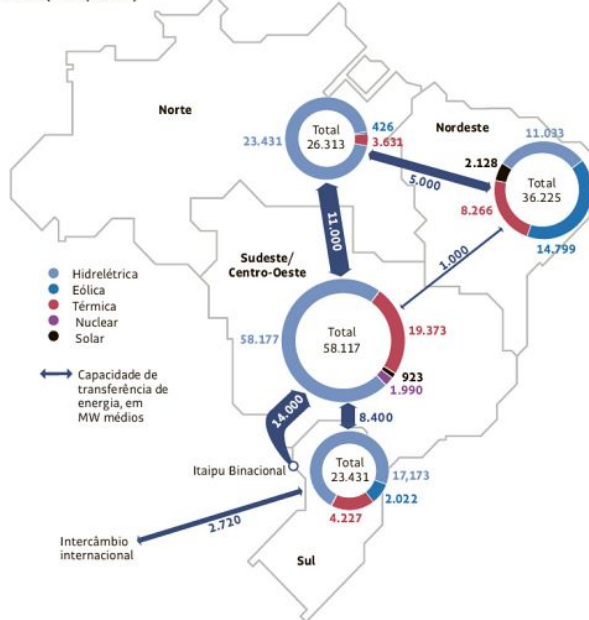 Norte
23.431
Total
26.313
426
3.631
Nordeste
11.033
2.128
Total
36.225
8.266
14.799
5.000
11.000
1.000
Sudeste/
Centro-Oeste
Hidrelétrica
Eólica
Térmica
Nuclear
Solar
Capacidade de
transferência de
energia, em
MW médios
58.177
Total
58.117
19.373
923
1.990
14.000
8.400
Itaipu Binacional
Total
23.431
17,173
2.022
4.227
2.720
Intercâmbio
internacional
Sul